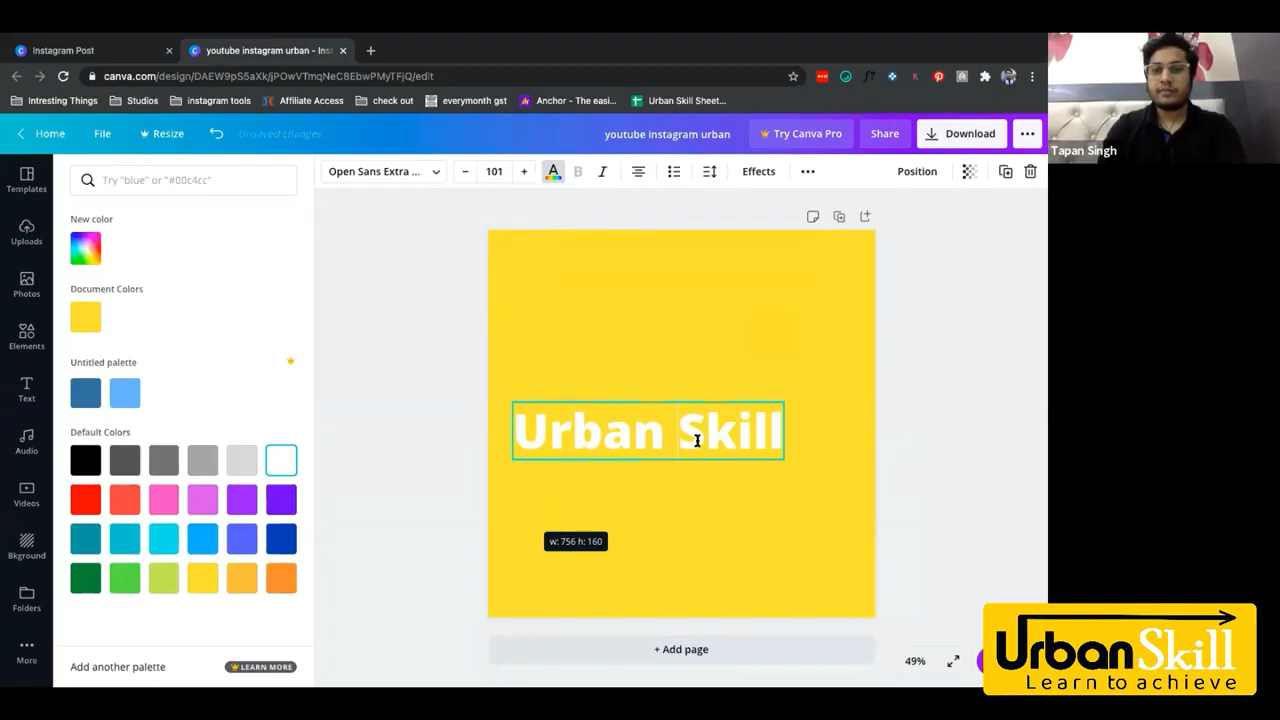 Instagram Post
youtube instagram urban - Ins
canva.com/design/DAEW9pS5aXk/jPOwVTmqNeC8EbwPMyTFjQ/edit
Intresting Things
Studios
instagram tools
Affiliate Access
check out
everymonth gst
Anchor - The easi...
Urban Skill Sheet...
Home
File
Resize
Unsaved changes
youtube instagram urban
Try Canva Pro
Share
Download
Tapan Singh
Templates
Uploads
Photos
Elements
Text
Audio
Videos
Bkground
Folders
More
Try "blue" or "#00c4cc"
New color
Document Colors
Untitled palette
Default Colors
Add another palette
LEARN MORE
Open Sans Extra ...
101
A
B
I
Effects
Position
Urban Skill
w: 756 h: 160
+ Add page
49%
Urban Skill
Learn to achieve